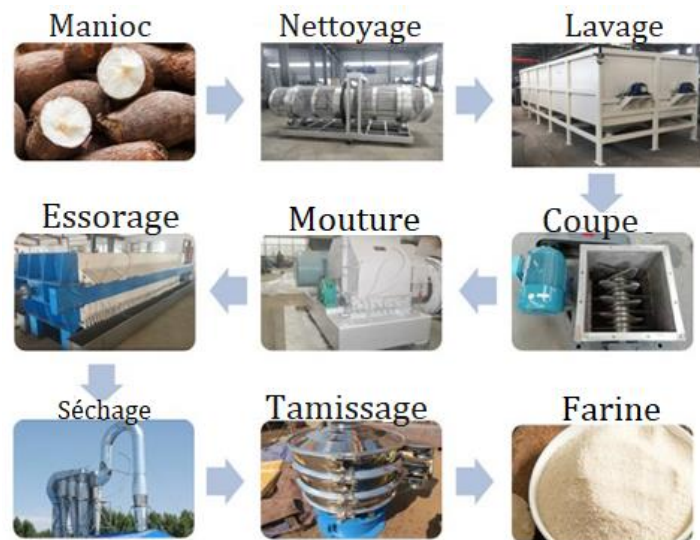 Manioc
Nettoyage
Lavage
Essorage
Mouture
Coupe
Séchage
Tamissage
Farine